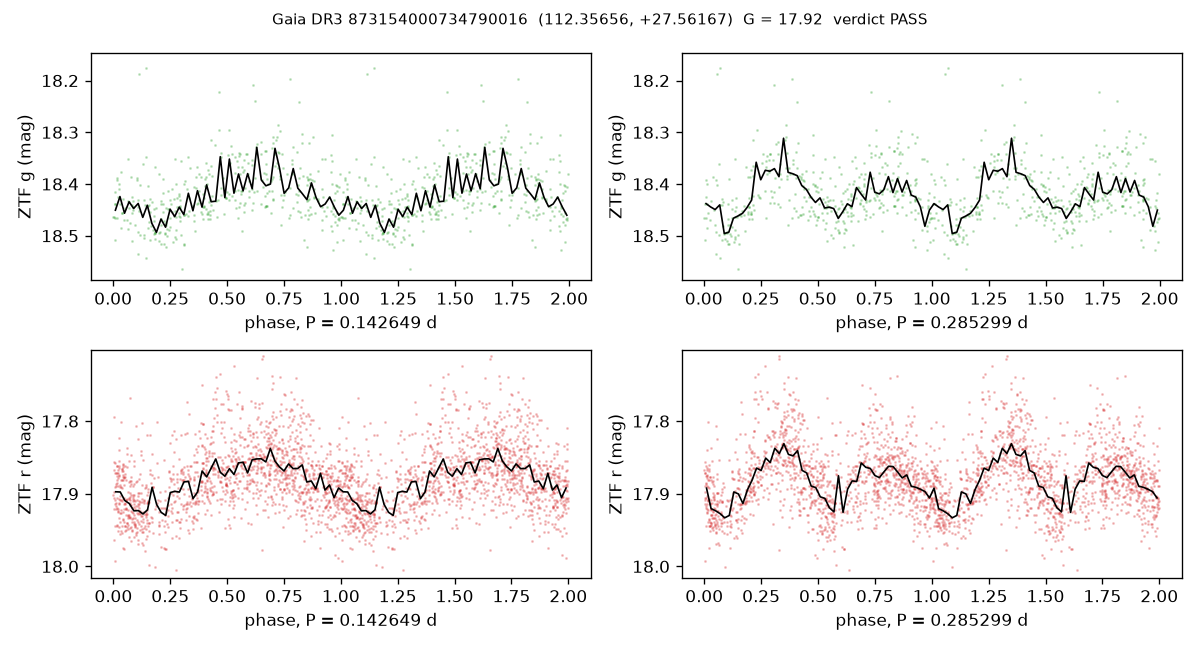 Gaia DR3 873154000734790016 (112.35656, +27.56167) G = 17.92 verdict PASS
ZTF g (mag)
18.2
18.3
18.4
18.5
0.00 0.25 0.50 0.75 1.00 1.25 1.50 1.75 2.00
phase, P = 0.142649 d
ZTF g (mag)
18.2
18.3
18.4
18.5
0.00 0.25 0.50 0.75 1.00 1.25 1.50 1.75 2.00
phase, P = 0.285299 d
ZTF r (mag)
17.8
17.9
18.0
0.00 0.25 0.50 0.75 1.00 1.25 1.50 1.75 2.00
phase, P = 0.142649 d
ZTF r (mag)
17.8
17.9
18.0
0.00 0.25 0.50 0.75 1.00 1.25 1.50 1.75 2.00
phase, P = 0.285299 d